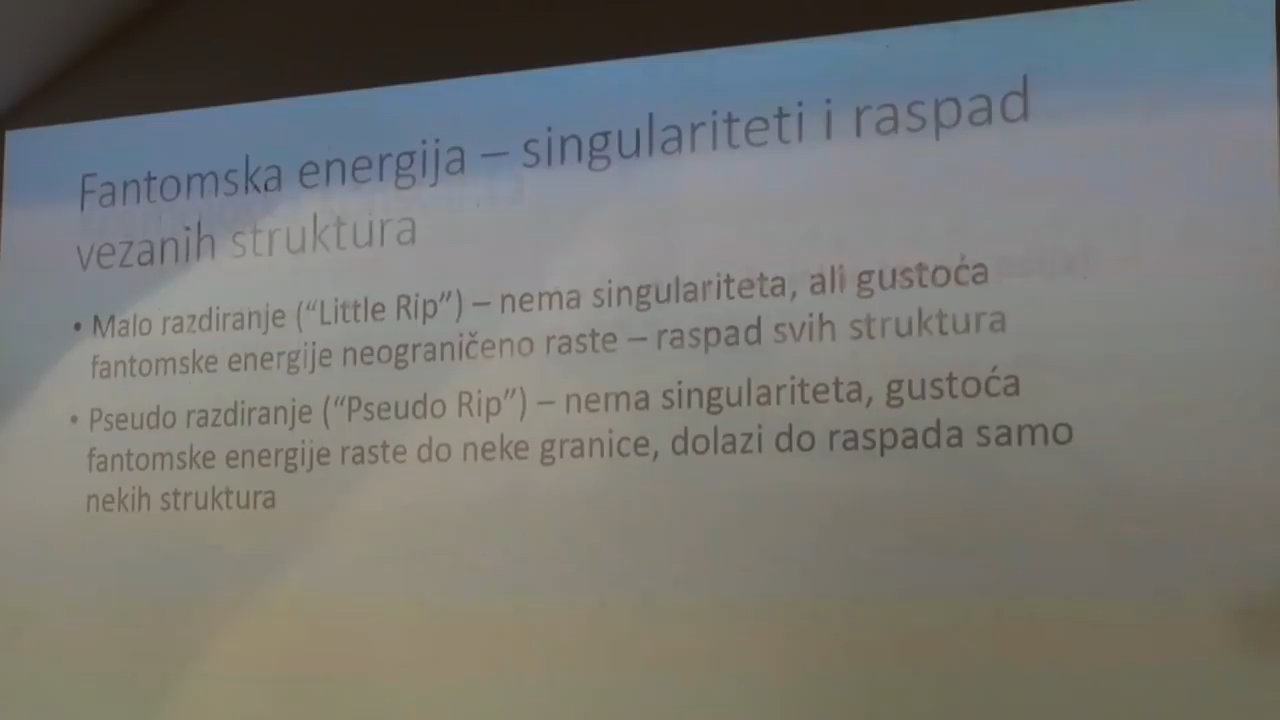 Fantomska energija – singulariteti i raspad
vezanih struktura
• Malo razdiranje (“Little Rip”) – nema singulariteta, ali gustoća
fantomske energije neograničeno raste – raspad svih struktura
• Pseudo razdiranje (“Pseudo Rip”) – nema singulariteta, gustoća
fantomske energije raste do neke granice, dolazi do raspada samo
nekih struktura